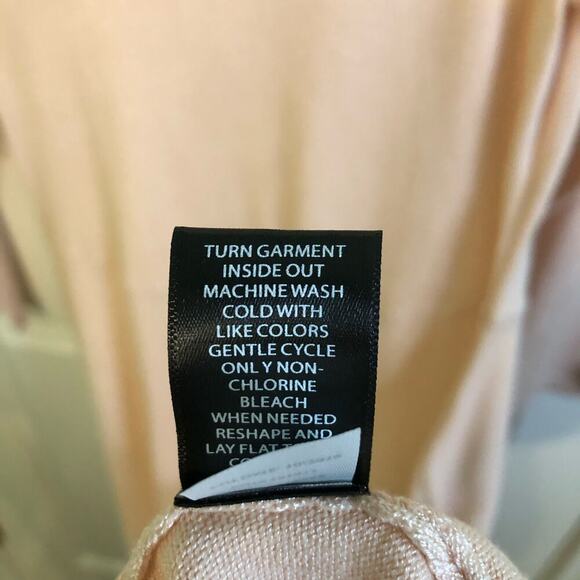 TURN GARMENT
INSIDE OUT
MACHINE WASH
COLD WITH
LIKE COLORS
GENTLE CYCLE
ONLY NON-
CHLORINE
BLEACH
WHEN NEEDED
RESHAPE AND
LAY FLAT